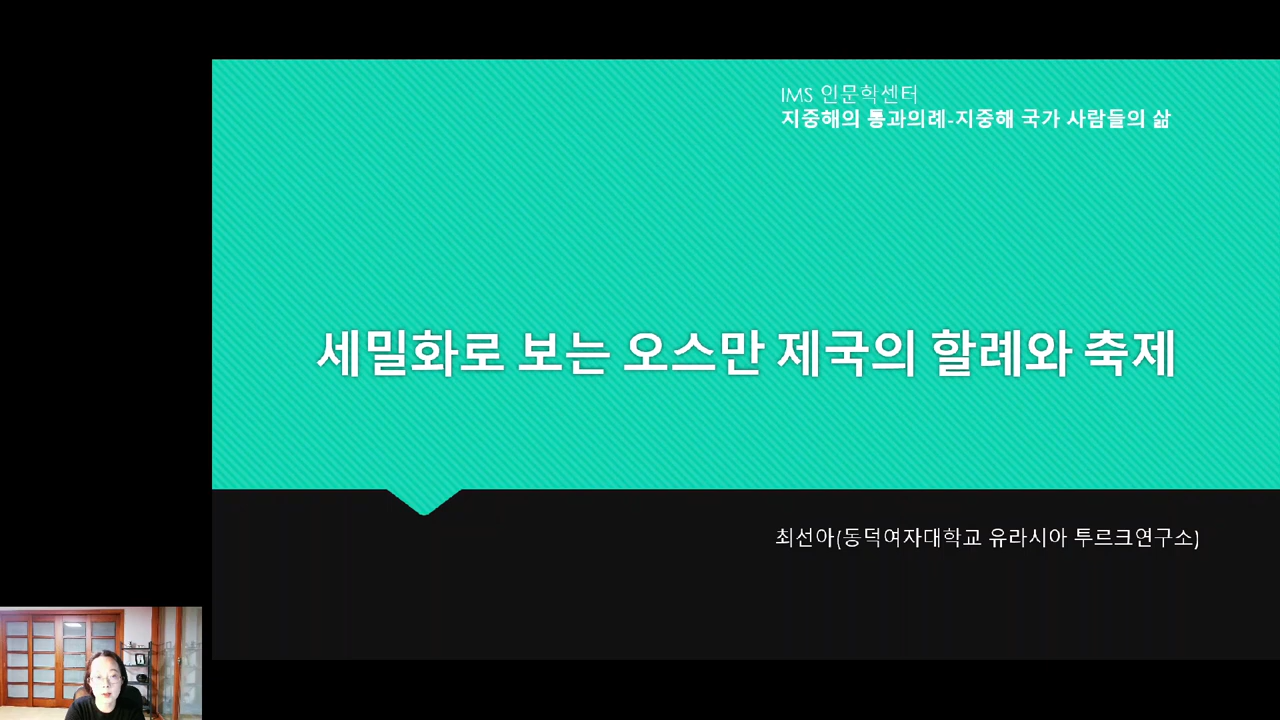 IMS 인문학센터
지중해의 통과의례-지중해 국가 사람들의 삶
세밀화로 보는 오스만 제국의 할례와 축제
최선아(동덕여자대학교 유라시아 투르크연구소)